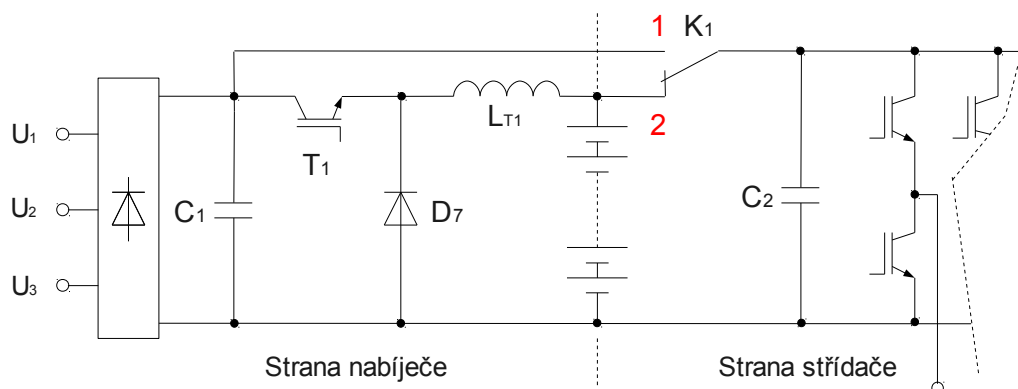 1 K1
LT1
2
U1
T1
U2
C1
D7
C2
U3
Strana nabíječe
Strana střídače